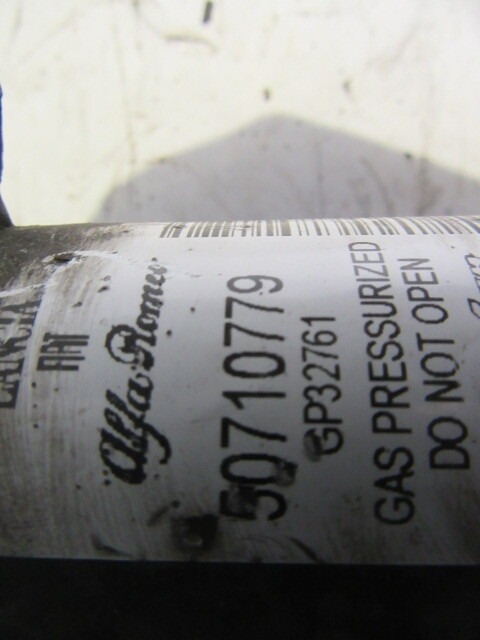 LANCIA
FIAT
Alfa Romeo
50710779
GP32761
GAS PRESSURIZED
DO NOT OPEN